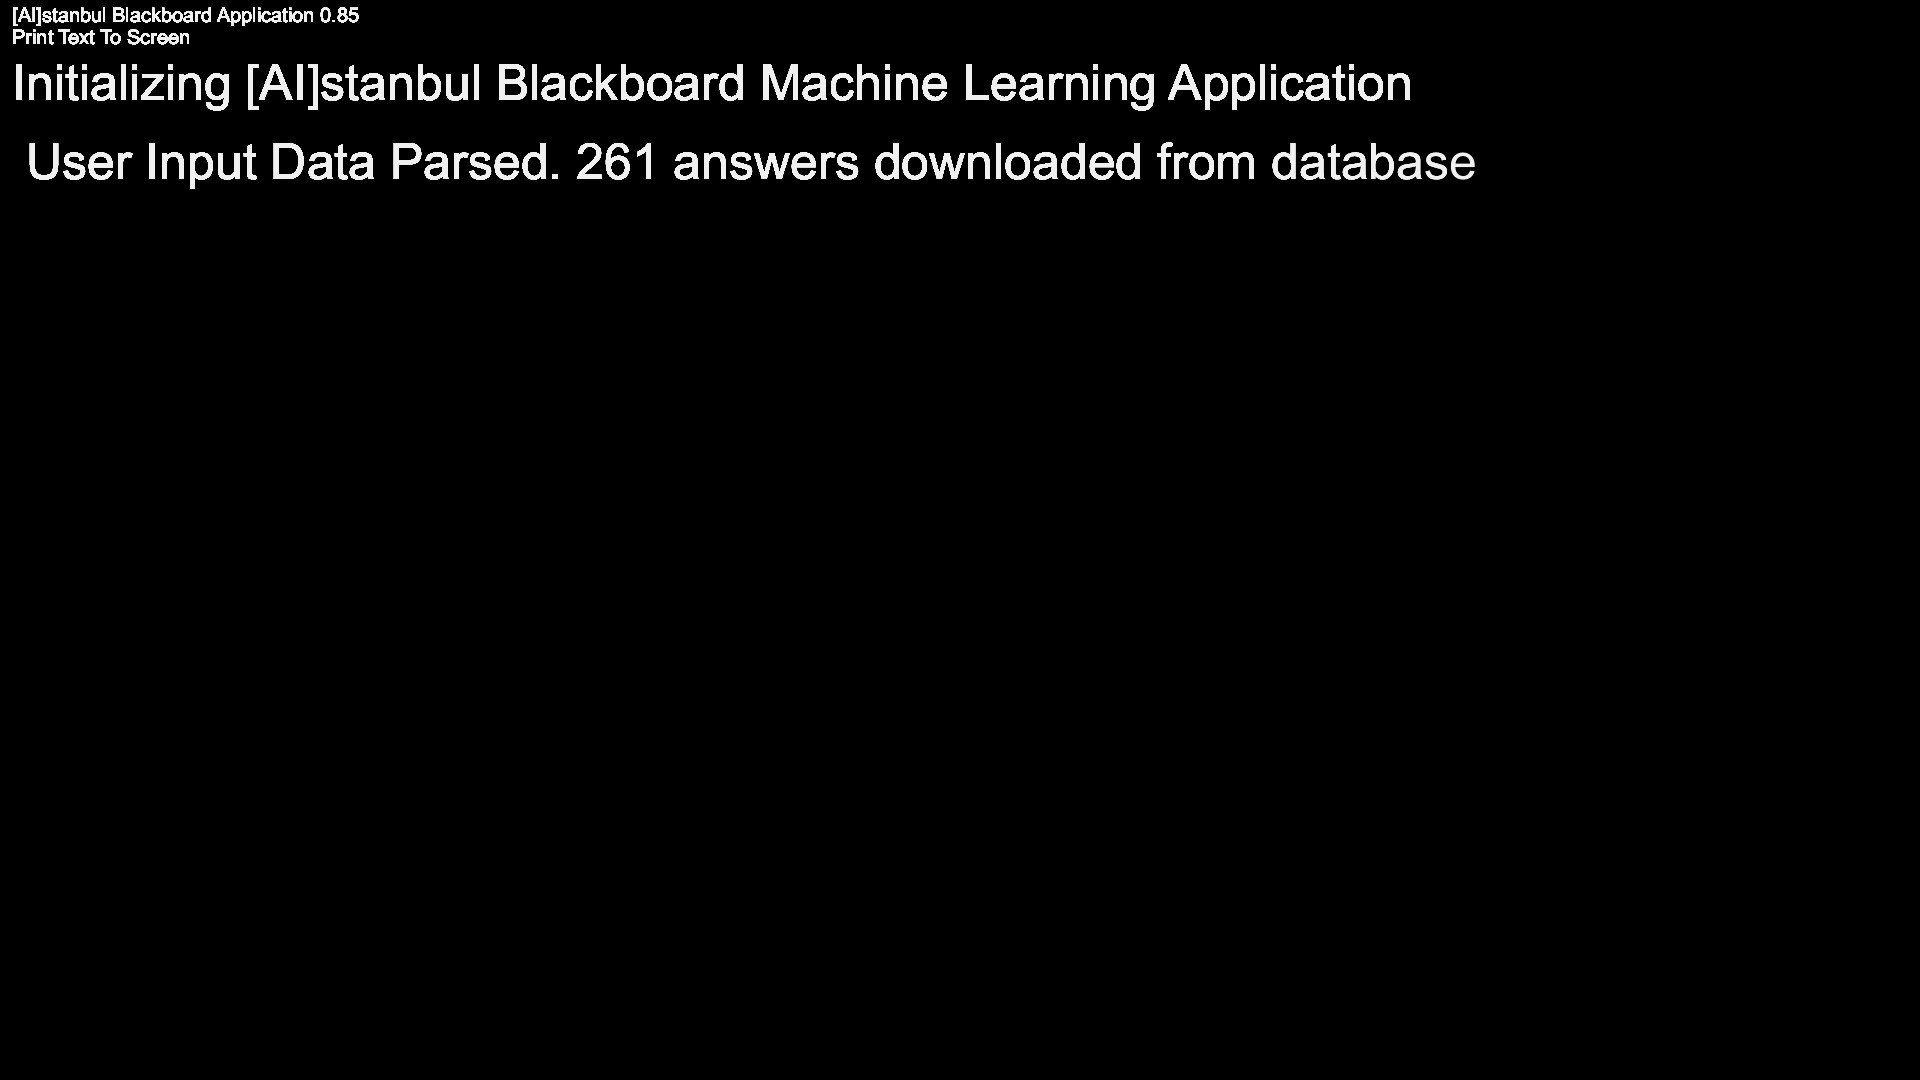 [AI]stanbul Blackboard Application 0.85
Print Text To Screen
Initializing [AI]stanbul Blackboard Machine Learning Application
User Input Data Parsed. 261 answers downloaded from database